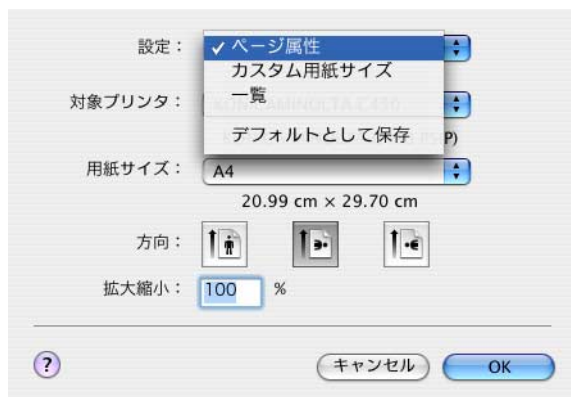 設定：
✓ ページ属性
カスタム用紙サイズ
一覧
デフォルトとして保存
対象プリンタ：
P)
用紙サイズ：
A4
20.99 cm × 29.70 cm
方向：
拡大縮小：
100 %
?
キャンセル
OK